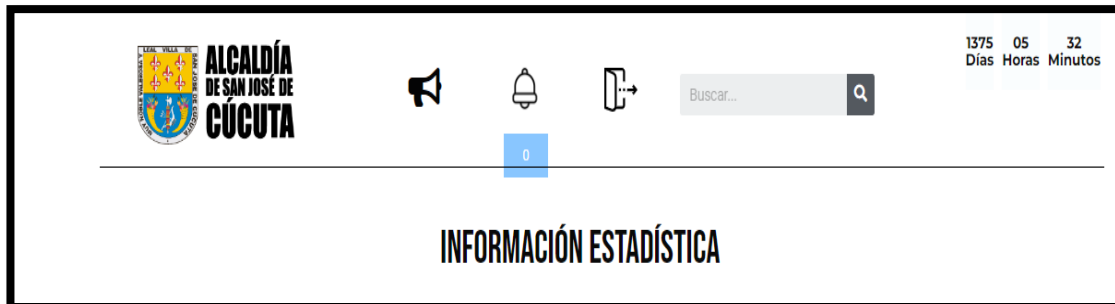 1375 05 32
Días Horas Minutos
ALCALDÍA
DE SAN JOSÉ DE
CÚCUTA
Buscar...
0
INFORMACIÓN ESTADÍSTICA